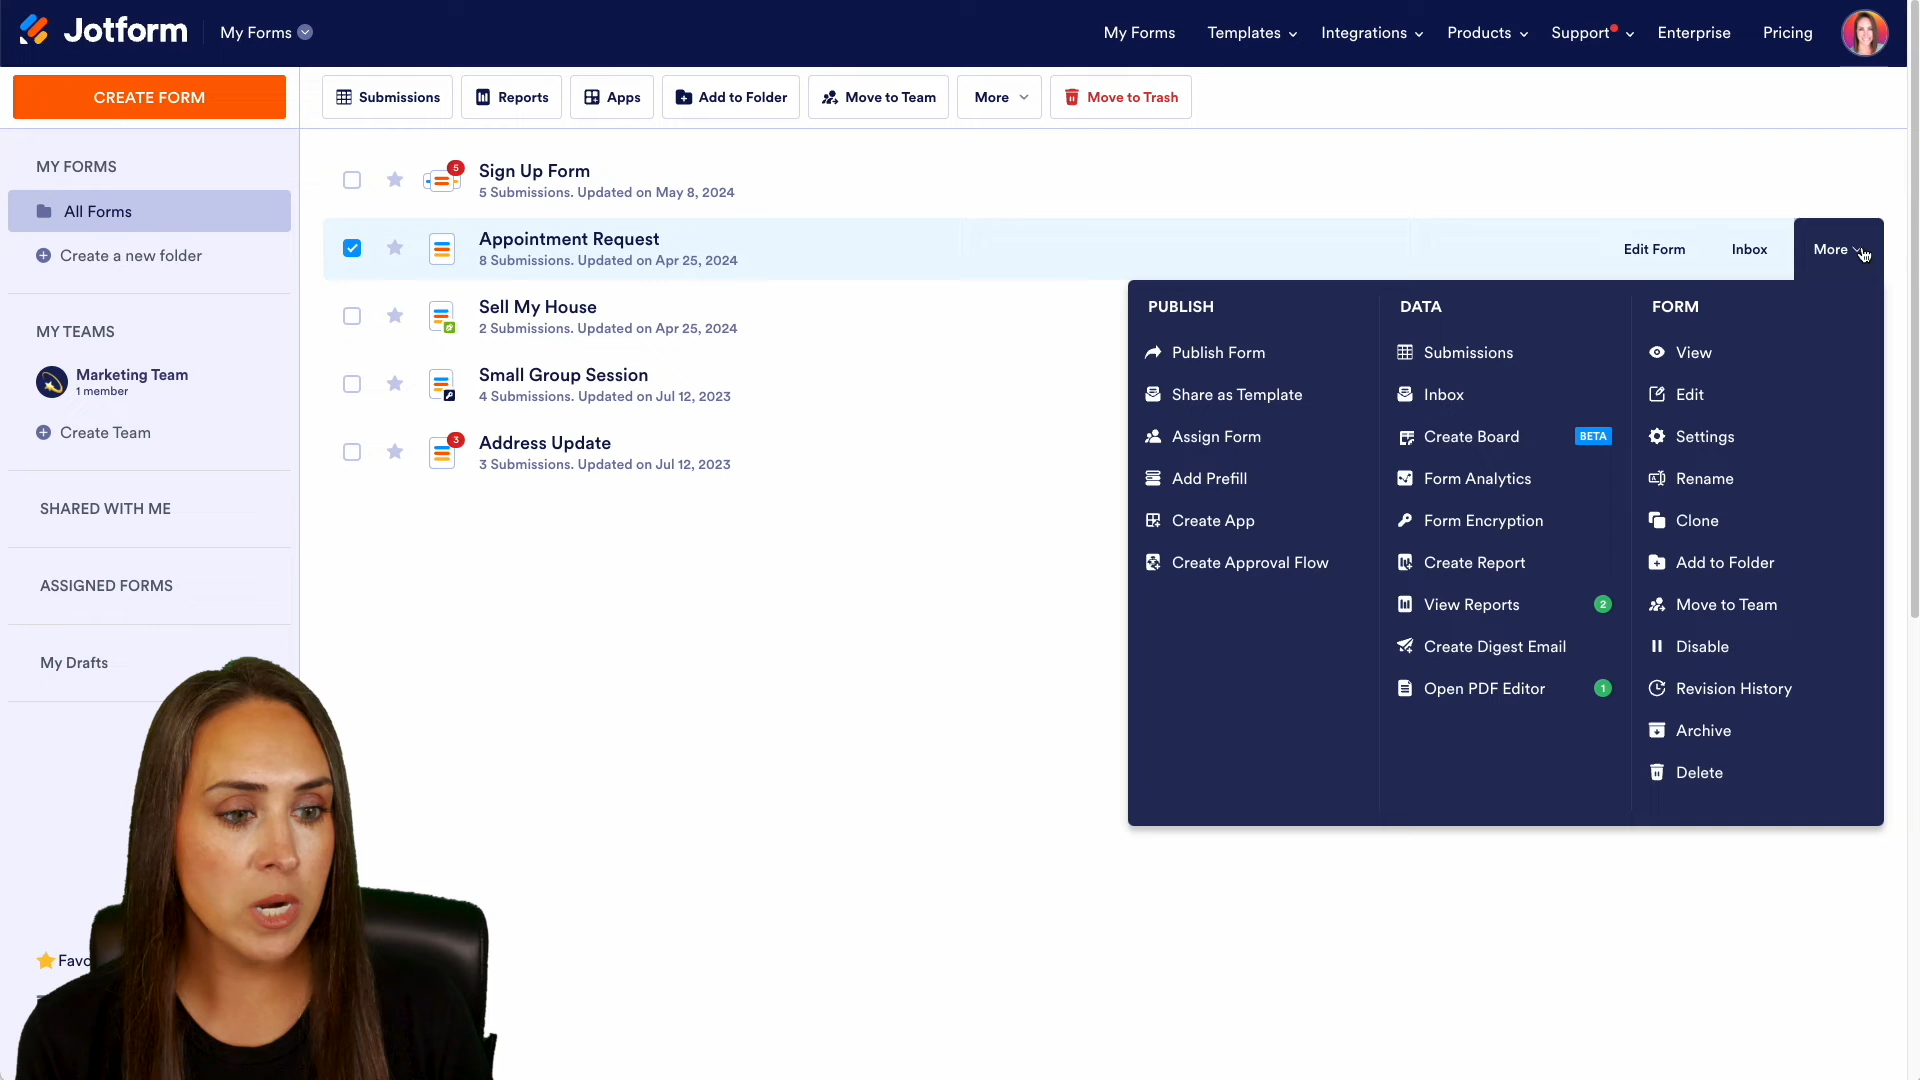 Jotform
My Forms
My Forms
Templates
Integrations
Products
Support
Enterprise
Pricing
CREATE FORM
Submissions
Reports
Apps
Add to Folder
Move to Team
More
Move to Trash
MY FORMS
All Forms
Create a new folder
MY TEAMS
Marketing Team
1 member
Create Team
SHARED WITH ME
ASSIGNED FORMS
My Drafts
Favo
5
Sign Up Form
5 Submissions. Updated on May 8, 2024
Appointment Request
8 Submissions. Updated on Apr 25, 2024
Edit Form
Inbox
More
Sell My House
2 Submissions. Updated on Apr 25, 2024
Small Group Session
4 Submissions. Updated on Jul 12, 2023
3
Address Update
3 Submissions. Updated on Jul 12, 2023
PUBLISH
Publish Form
Share as Template
Assign Form
Add Prefill
Create App
Create Approval Flow
DATA
Submissions
Inbox
Create Board BETA
Form Analytics
Form Encryption
Create Report
View Reports 2
Create Digest Email
Open PDF Editor 1
FORM
View
Edit
Settings
Rename
Clone
Add to Folder
Move to Team
Disable
Revision History
Archive
Delete